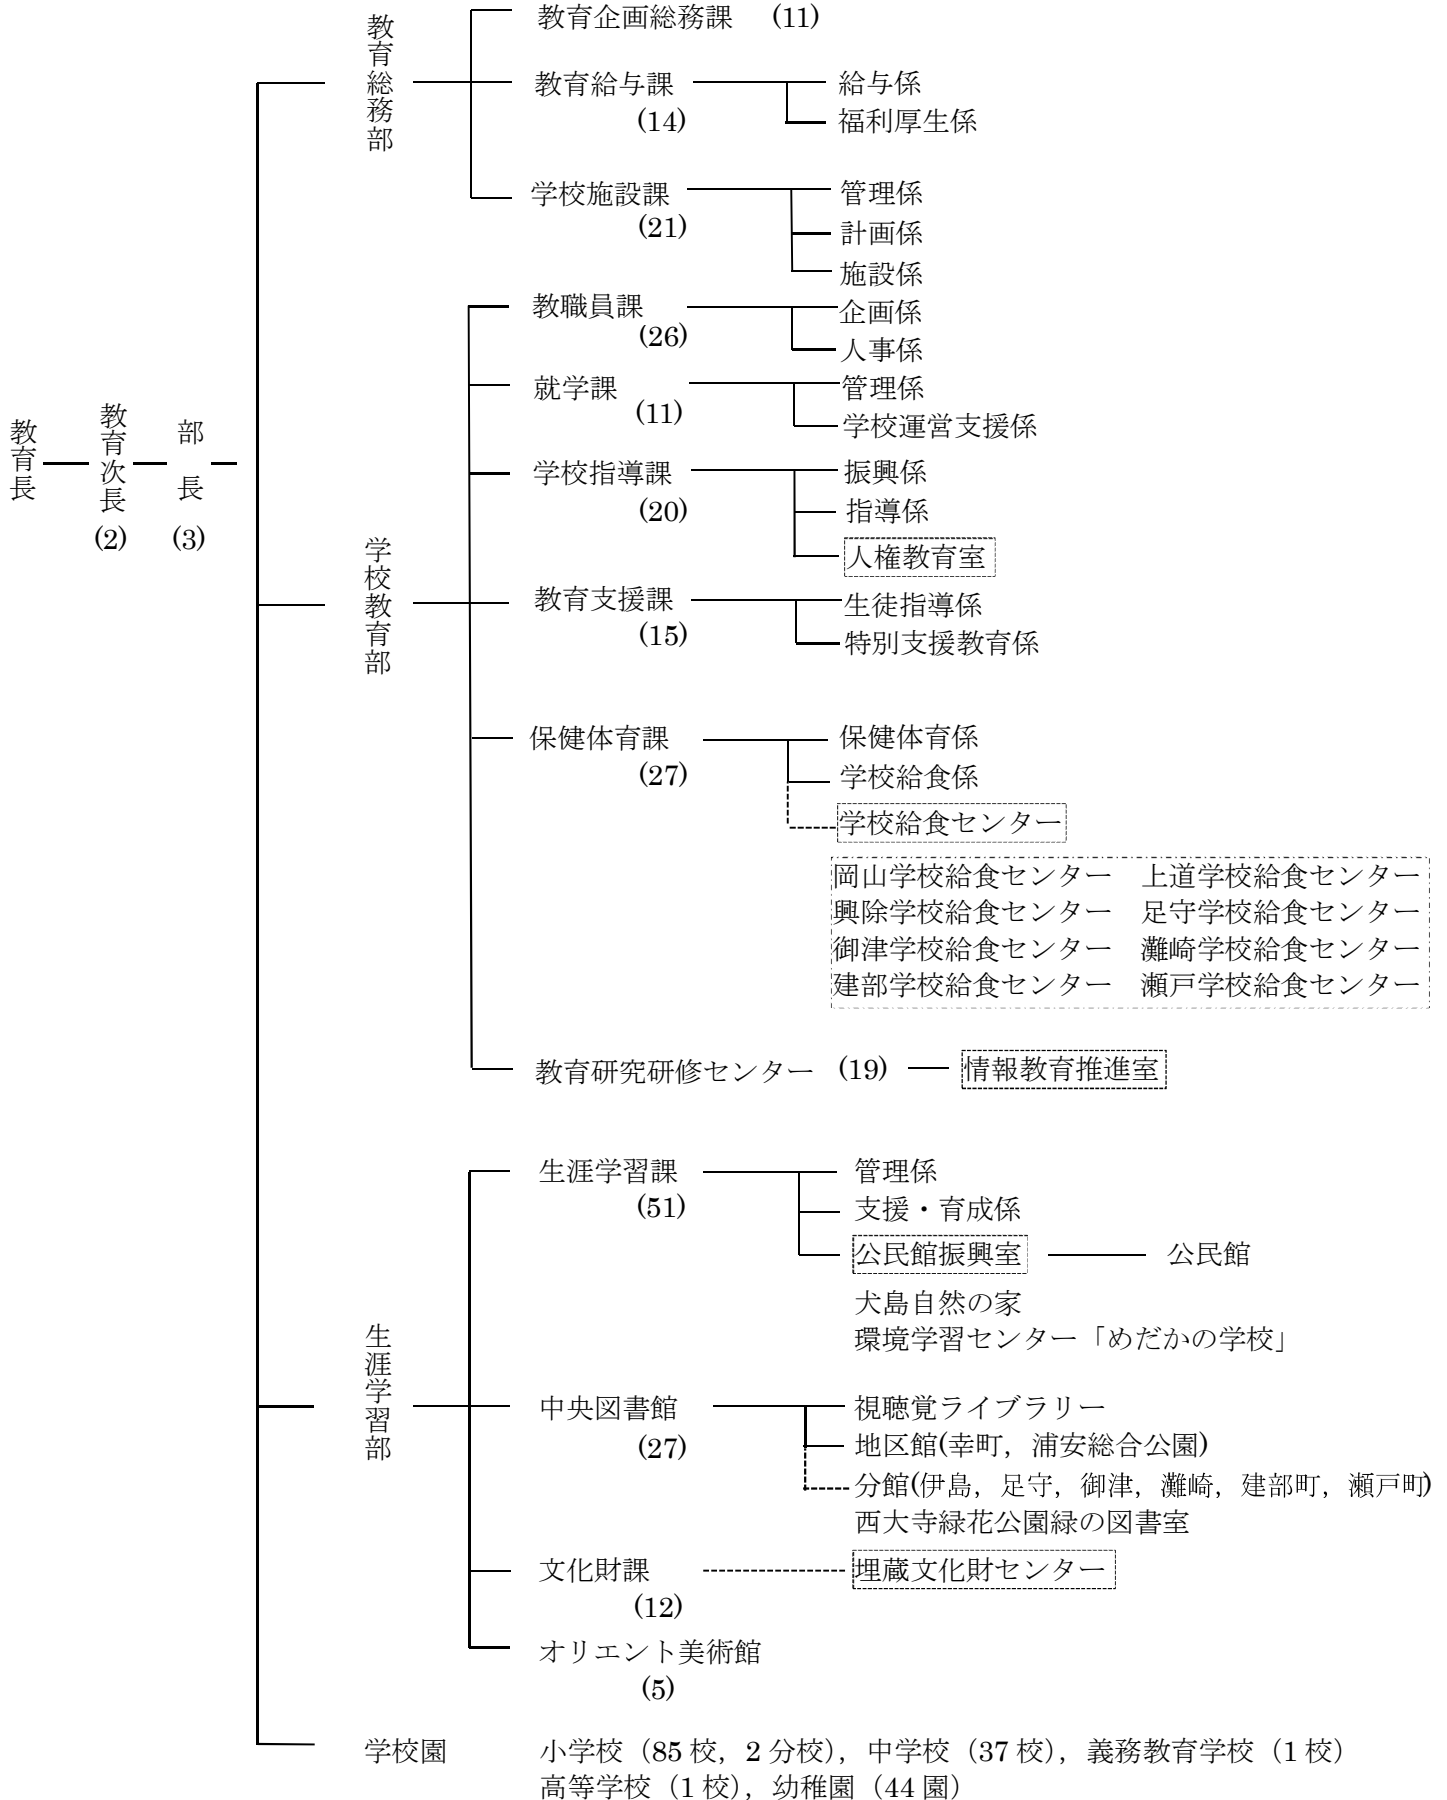 教育長
教育次長
(2)
部長
(3)
教育総務部
教育企画総務課 (11)
教育給与課
(14)
給与係
福利厚生係
学校施設課
(21)
管理係
計画係
施設係
学校教育部
教職員課
(26)
企画係
人事係
就学課
(11)
管理係
学校運営支援係
学校指導課
(20)
振興係
指導係
人権教育室
教育支援課
(15)
生徒指導係
特別支援教育係
保健体育課
(27)
保健体育係
学校給食係
学校給食センター
岡山学校給食センター 上道学校給食センター
興除学校給食センター 足守学校給食センター
御津学校給食センター 灘崎学校給食センター
建部学校給食センター 瀬戸学校給食センター
教育研究研修センター (19) 情報教育推進室
生涯学習部
生涯学習課
(51)
管理係
支援・育成係
公民館振興室 公民館
犬島自然の家
環境学習センター「めだかの学校」
中央図書館
(27)
視聴覚ライブラリー
地区館(幸町，浦安総合公園)
分館(伊島，足守，御津，灘崎，建部町，瀬戸町)
西大寺緑花公園緑の図書室
文化財課
(12)
埋蔵文化財センター
オリエント美術館
(5)
学校園 小学校（85 校，2 分校），中学校（37 校），義務教育学校（1 校）
高等学校（1 校），幼稚園（44 園）